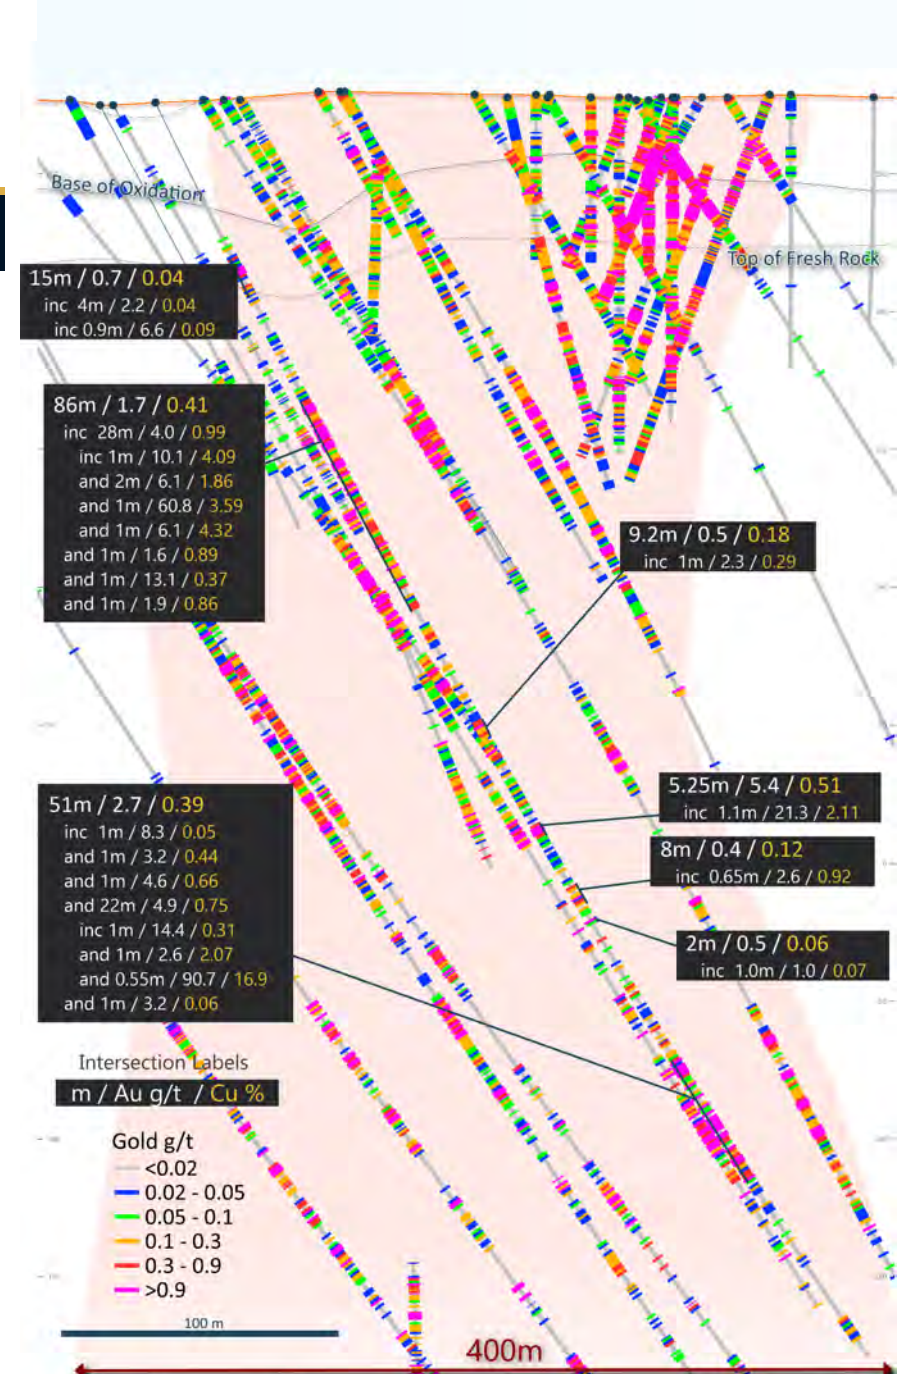 Base of Oxidation
Top of Fresh Rock
15m / 0.7 / 0.04
inc 4m / 2.2 / 0.04
inc 0.9m / 6.6 / 0.09
86m / 1.7 / 0.41
inc 28m / 4.0 / 0.99
inc 1m / 10.1 / 4.09
and 2m / 6.1 / 1.86
and 1m / 60.8 / 3.59
and 1m / 6.1 / 4.32
and 1m / 1.6 / 0.89
and 1m / 13.1 / 0.37
and 1m / 1.9 / 0.86
9.2m / 0.5 / 0.18
inc 1m / 2.3 / 0.29
5.25m / 5.4 / 0.51
inc 1.1m / 21.3 / 2.11
8m / 0.4 / 0.12
inc 0.65m / 2.6 / 0.92
2m / 0.5 / 0.06
inc 1.0m / 1.0 / 0.07
51m / 2.7 / 0.39
inc 1m / 8.3 / 0.05
and 1m / 3.2 / 0.44
and 1m / 4.6 / 0.66
and 22m / 4.9 / 0.75
inc 1m / 14.4 / 0.31
and 1m / 2.6 / 2.07
and 0.55m / 90.7 / 16.9
and 1m / 3.2 / 0.06
Intersection Labels
m / Au g/t / Cu %
Gold g/t
<0.02
0.02 - 0.05
0.05 - 0.1
0.1 - 0.3
0.3 - 0.9
>0.9
100 m
400m